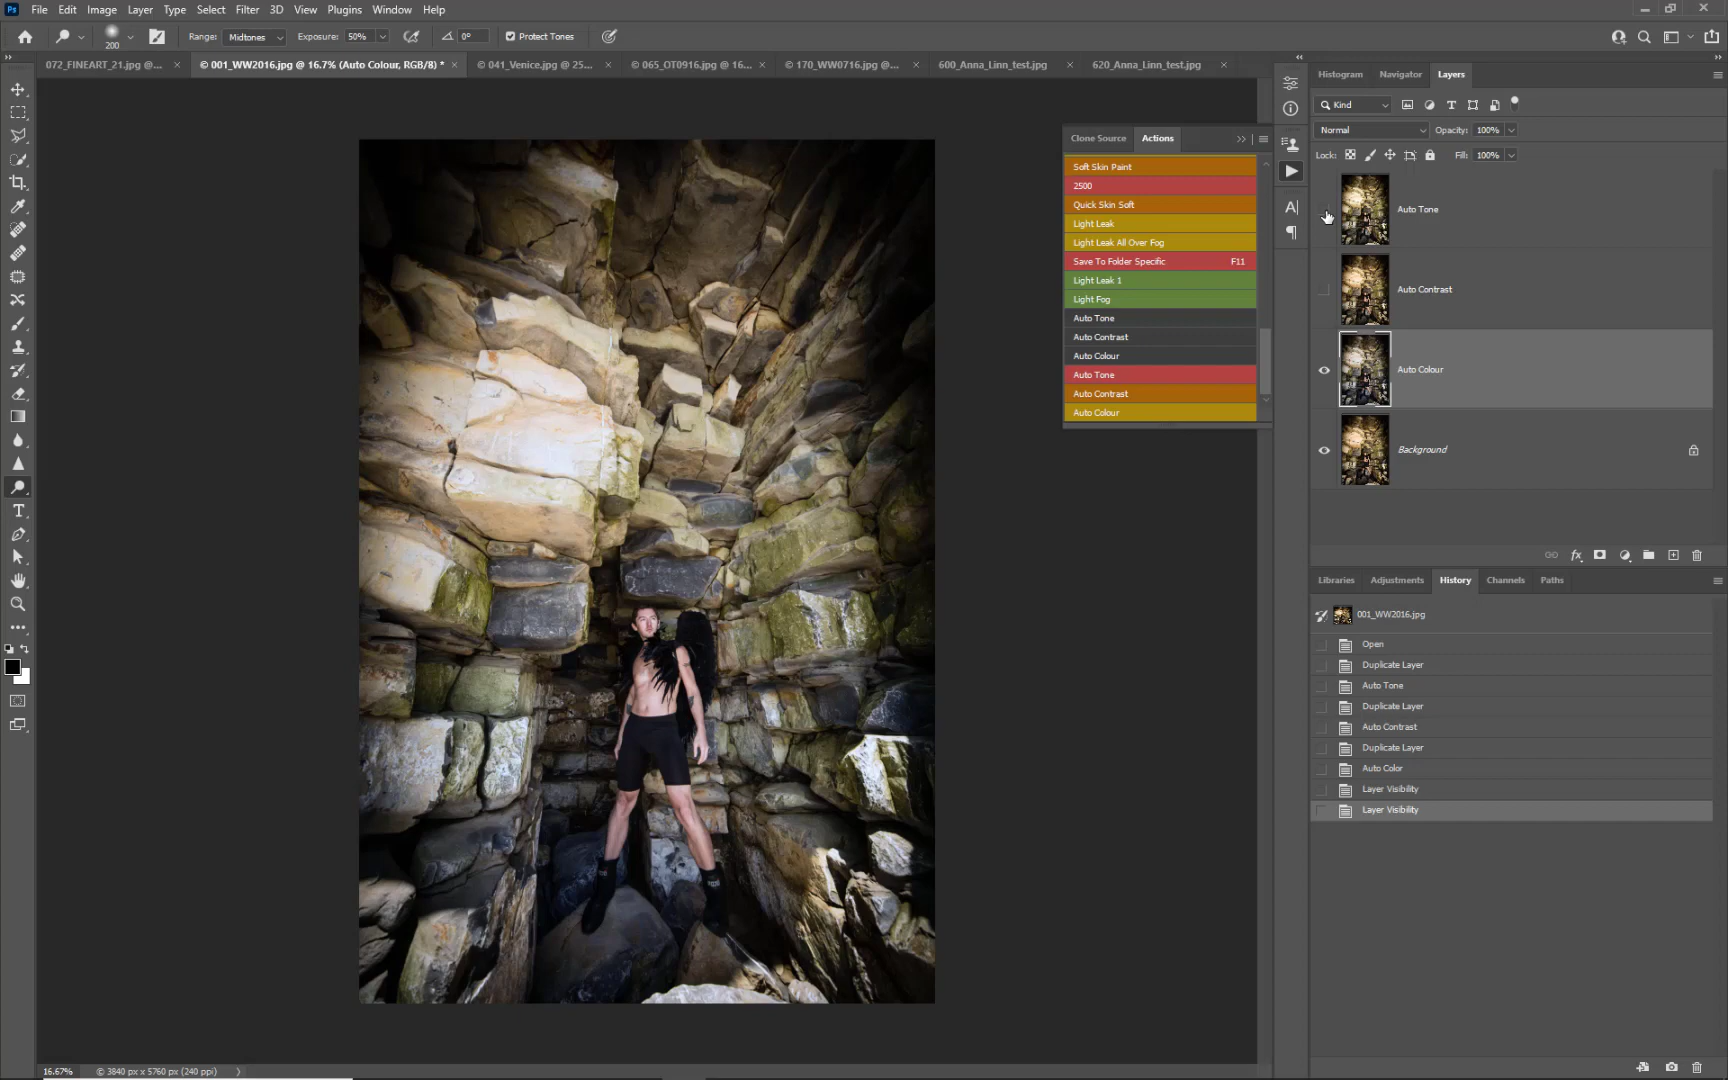 Ps File Edit Image Layer Type Select Filter 3D View Plugins Window Help
200 Range: Midtones Exposure: 50% 0° Protect Tones
072_FINEART_21.jpg @... × © 001_WW2016.jpg @ 16.7% (Auto Colour, RGB/8) * × © 041_Venice.jpg @ 25... × © 065_OT0916.jpg @ 16... × © 170_WW0716.jpg @... × 600_Anna_Linn_test.jpg × 620_Anna_Linn_test.jpg ×
Histogram Navigator Layers
Kind
Normal Opacity: 100%
Lock: Fill: 100%
Clone Source Actions
Soft Skin Paint
2500
Quick Skin Soft
Light Leak
Light Leak All Over Fog
Save To Folder Specific F11
Light Leak 1
Light Fog
Auto Tone
Auto Contrast
Auto Colour
Auto Tone
Auto Contrast
Auto Colour
Auto Tone
Auto Contrast
Auto Colour
Background
Libraries Adjustments History Channels Paths
001_WW2016.jpg
Open
Duplicate Layer
Auto Tone
Duplicate Layer
Auto Contrast
Duplicate Layer
Auto Color
Layer Visibility
Layer Visibility
16.67% © 3840 px x 5760 px (240 ppi)